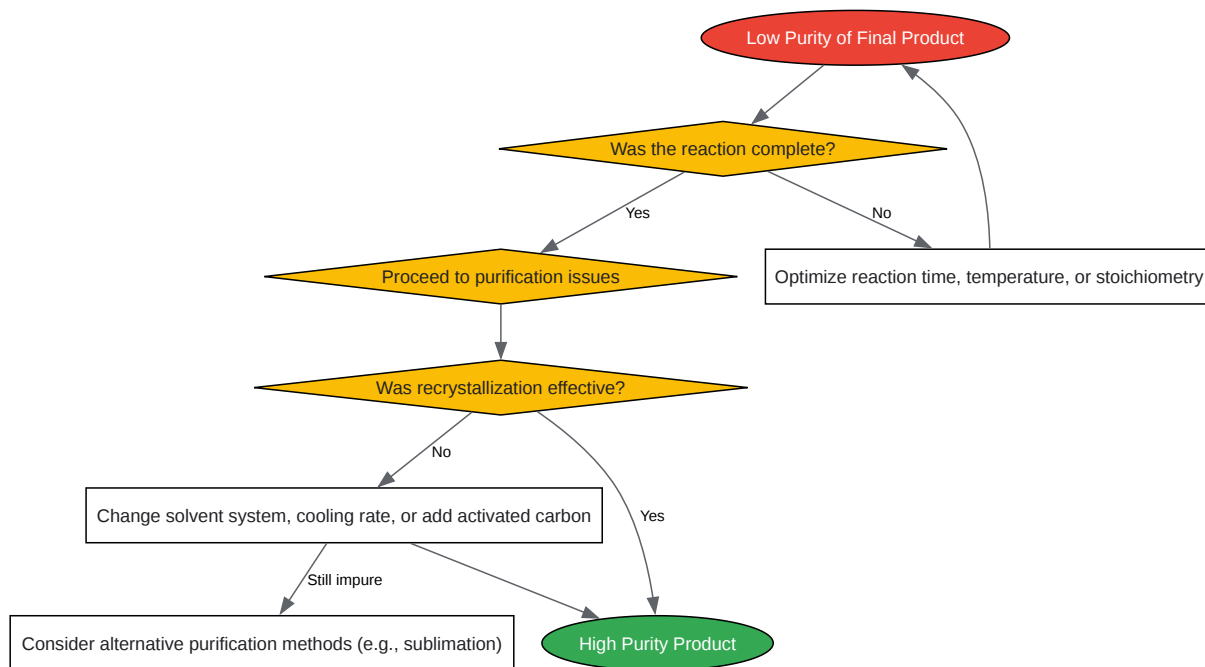 Low Purity of Final Product
Was the reaction complete?
Yes
No
Proceed to purification issues
Optimize reaction time, temperature, or stoichiometry
Was recrystallization effective?
No
Change solvent system, cooling rate, or add activated carbon
Yes
Still impure
Consider alternative purification methods (e.g., sublimation)
High Purity Product